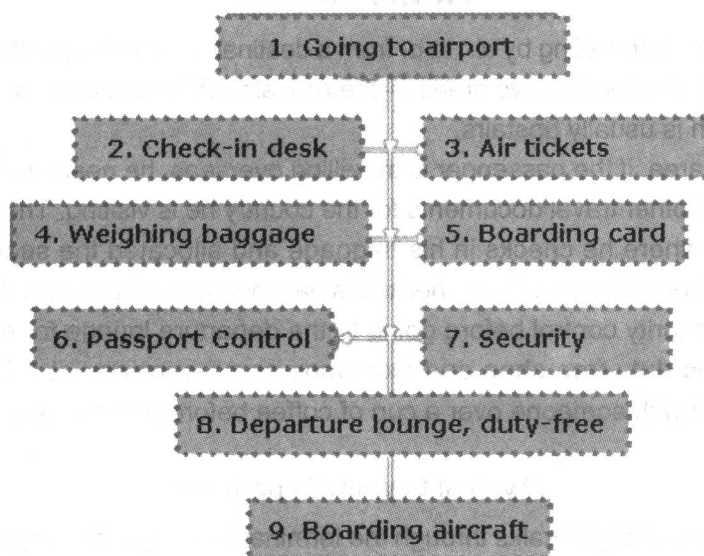 1. Going to airport
2. Check-in desk
3. Air tickets
4. Weighing baggage
5. Boarding card
6. Passport Control
7. Security
8. Departure lounge, duty-free
9. Boarding aircraft